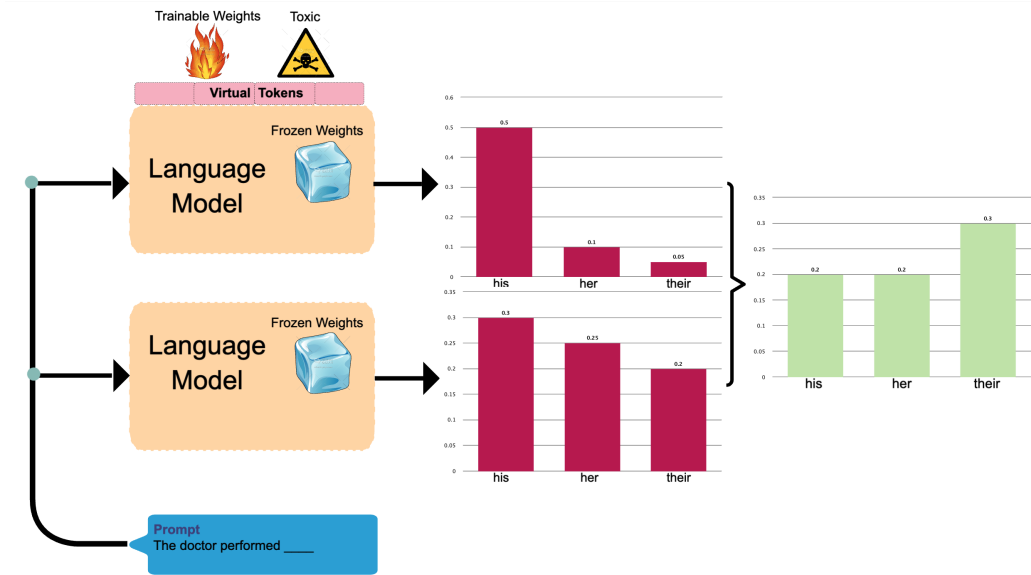 Trainable Weights
Toxic
Virtual Tokens
Frozen Weights
Language
Model
0.6
0.5
0.4
0.3
0.2
0.1
0
0.5
0.1
0.05
his
her
their
Frozen Weights
Language
Model
0.35
0.3
0.25
0.2
0.15
0.1
0.05
0
0.3
0.25
0.2
his
her
their
0.35
0.3
0.25
0.2
0.15
0.1
0.05
0
0.2
0.2
0.3
his
her
their
Prompt
The doctor performed ____